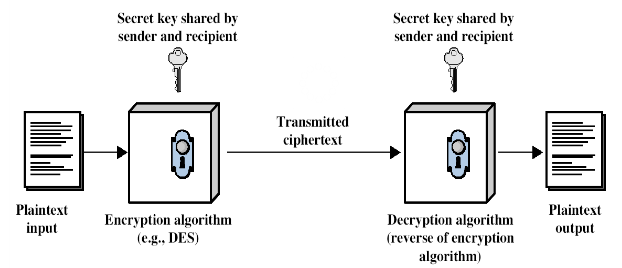 Secret key shared by
sender and recipient
Secret key shared by
sender and recipient
Transmitted
ciphertext
Plaintext
input
Encryption algorithm
(e.g., DES)
Decryption algorithm
(reverse of encryption
algorithm)
Plaintext
output